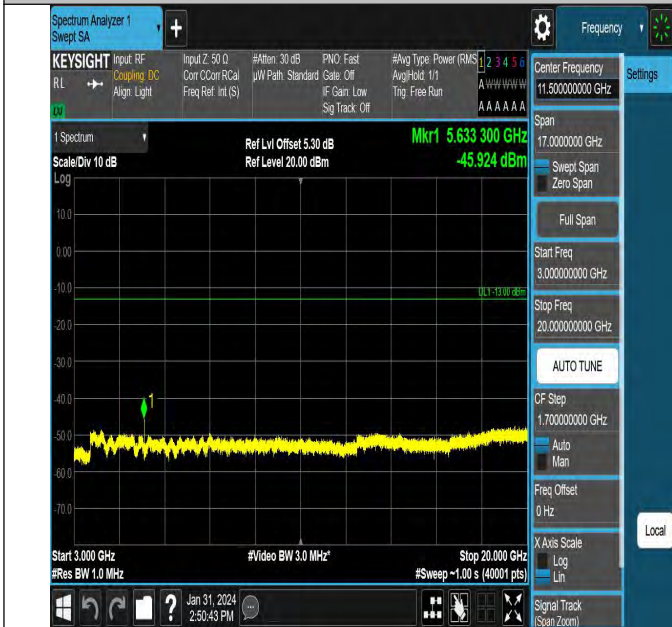 Spectrum Analyzer 1
Swept SA
+
Frequency
KEYSIGHT
RL
Input: RF
Coupling: DC
Align: Light
Input Z: 50 Ω
Corr CCorr RCal
Freq Ref: Int (S)
#Atten: 30 dB
µW Path: Standard
PNO: Fast
Gate: Off
IF Gain: Low
Sig Track: Off
#Avg Type: Power (RMS
Avg|Hold: 1/1
Trig: Free Run
1 2 3 4 5 6
A W W W W W
A A A A A A
1 Spectrum
Scale/Div 10 dB
Ref Lvl Offset 5.30 dB
Ref Level 20.00 dBm
Mkr1 5.633 300 GHz
-45.924 dBm
Log
10.0
0.00
-10.0
DL1 -13.00 dBm
-20.0
-30.0
-40.0
1
-50.0
-60.0
-70.0
Start 3.000 GHz
#Res BW 1.0 MHz
#Video BW 3.0 MHz*
Stop 20.000 GHz
#Sweep ~1.00 s (40001 pts)
Jan 31, 2024
2:50:43 PM
?
Center Frequency
11.500000000 GHz
Settings
Span
17.0000000 GHz
Swept Span
Zero Span
Full Span
Start Freq
3.000000000 GHz
Stop Freq
20.000000000 GHz
AUTO TUNE
CF Step
1.700000000 GHz
Auto
Man
Freq Offset
0 Hz
X Axis Scale
Log
Lin
Local
Signal Track
(Span Zoom)